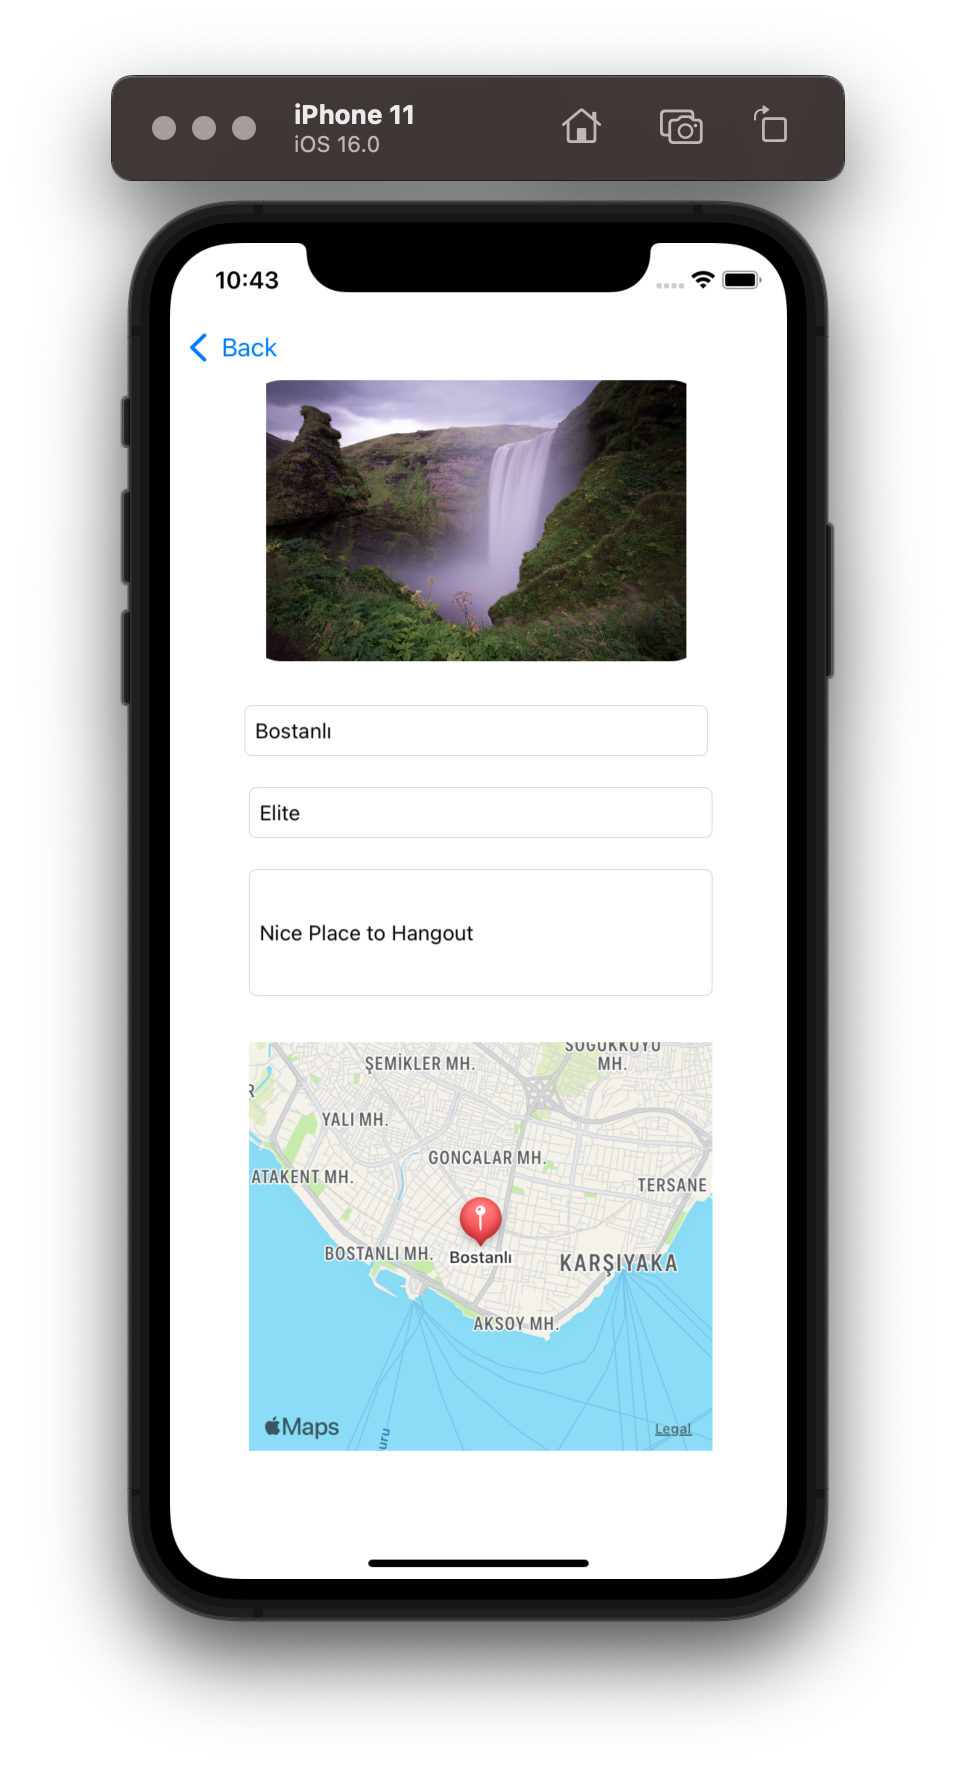 iPhone 11
iOS 16.0
10:43
Back
Bostanlı
Elite
Nice Place to Hangout
SOĞUKKUYU
ŞEMİKLER MH.
MH.
R
YALI MH.
GONCALAR MH.
ATAKENT MH.
TERSANE
BOSTANLI MH.
Bostanlı
KARŞIYAKA
AKSOY MH.
Maps
Legal
uru